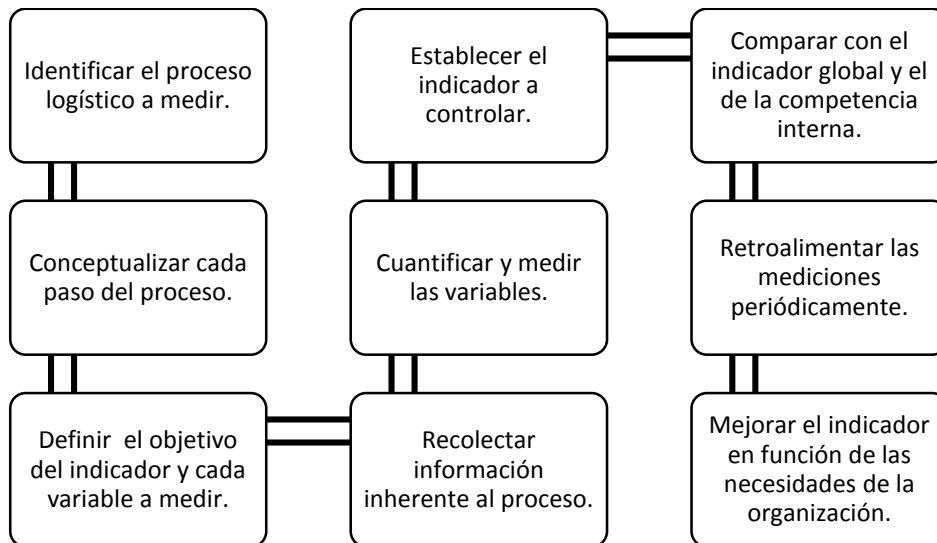 Identificar el proceso
logístico a medir.
Conceptualizar cada
paso del proceso.
Definir el objetivo
del indicador y cada
variable a medir.
Recolectar
información
inherente al proceso.
Cuantificar y medir
las variables.
Establecer el
indicador a
controlar.
Comparar con el
indicador global y el
de la competencia
interna.
Retroalimentar las
mediciones
periódicamente.
Mejorar el indicador
en función de las
necesidades de la
organización.